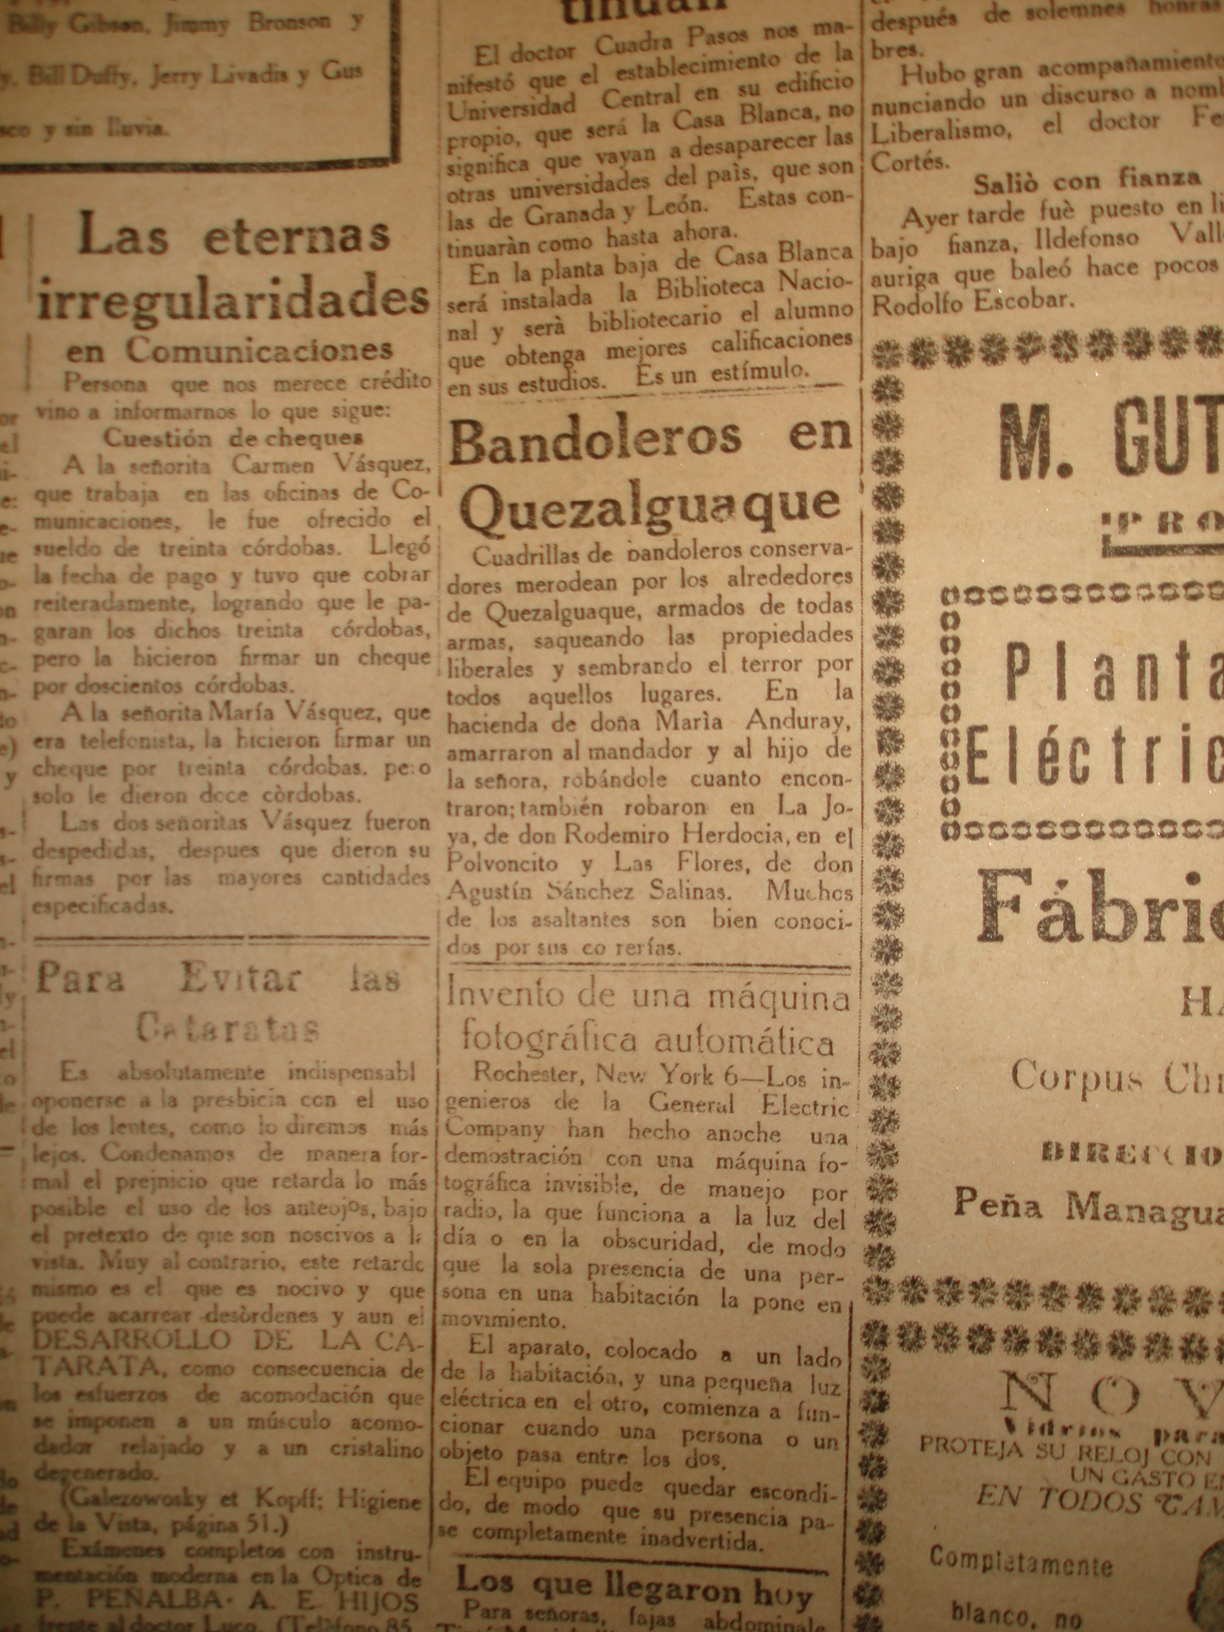 Billy Gibson, Jimmy Bronson y
Bill Duffy, Jerry Livadis y Gus
y sin lluvia.
Las eternas
irregularidades
en Comunicaciones
Persona que nos merece crédito
vino a informarnos lo que sigue:
Cuestión de cheques
A la señorita Carmen Vásquez,
que trabaja en las oficinas de Co-
municaciones, le fue ofrecido el
sueldo de treinta córdobas. Llegó
la fecha de pago y tuvo que cobrar
reiteradamente, logrando que le pa-
garan los dichos treinta córdobas,
pero la hicieron firmar un cheque
por doscientos córdobas.
A la señorita María Vásquez, que
era telefonista, la hicieron firmar un
cheque por treinta córdobas. pero
solo le dieron doce còrdobas.
Las dos señoritas Vásquez fueron
despedidas, despues que dieron su
firmas por las mayores cantidades
especificadas.
Para Evitar las
Cataratas
Es absolutamente indispensabl
oponerse a la presbicia con el uso
de los lentes, como lo diremos más
lejos. Condenamos de manera for-
mal el prejnicio que retarda lo más
posible el uso de los anteojos, bajo
el pretexto de que son noscivos a la
vista. Muy al contrario, este retarde
mismo es el que es nocivo y que
puede acarrear desòrdenes y aun el
DESARROLLO DE LA CA-
TARATA, como consecuencia de
los esfuerzos de acomodación que
se imponen a un músculo acomo-
dador relajado y a un cristalino
degenerado.
(Galezowosky et Kopff: Higiene
de la Vista, página 51.)
Exámenes completos con instru-
mentación moderna en la Optica de
P. PEÑALBA· A. E HIJOS
frente al doctor Luco. (Telèfono 85
tinúan
El doctor Cuadra Pasos nos ma-
nifestó que el establecimiento de la
Universidad Central en su edificio
propio, que será la Casa Blanca, no
significa que vayan a desaparecer las
otras universidades del país, que son
las de Granada y León. Estas con-
tinuaràn como hasta ahora.
En la planta baja de Casa Blanca
será instalada la Biblioteca Nacio-
nal y serà bibliotecario el alumno
que obtenga mejores calificaciones
en sus estudios. Es un estímulo.
Bandoleros en
Quezalguaque
Cuadrillas de bandoleros conserva-
dores merodean por los alrededores
de Quezalguaque, armados de todas
armas, saqueando las propiedades
liberales y sembrando el terror por
todos aquellos lugares. En la
hacienda de doña Marìa Anduray,
amarraron al mandador y al hijo de
la señora, robándole cuanto encon-
traron; también robaron en La Jo-
ya, de don Rodemiro Herdocia, en el
Polvoncito y Las Flores, de don
Agustín Sánchez Salinas. Muchos
de los asaltantes son bien conoci-
dos por sus co rerías.
Invento de una máquina
fotográfica automática
Rochester, New York 6—Los in-
genieros de la General Electric
Company han hecho anoche una
demostración con una máquina fo-
tográfica invisible, de manejo por
radio, la que funciona a la luz del
día o en la obscuridad, de modo
que la sola presencia de una per-
sona en una habitación la pone en
movimiento.
El aparato, colocado a un lado
de la habitación, y una pequeña luz
eléctrica en el otro, comienza a fun-
cionar cuando una persona o un
objeto pasa entre los dos.
El equipo puede quedar escondi-
do, de modo que su presencia pa-
se completamente inadvertida.
Los que llegaron hoy
Para señoras, fajas abdominale
después de solemnes honras
bres.
Hubo gran acompañamiento
nunciando un discurso a nomb
Liberalismo, el doctor Fe
Cortés.
Saliò con fianza
Ayer tarde fuè puesto en li
bajo fianza, Ildefonso Vall
auriga que baleó hace pocos
Rodolfo Escobar.
M. GUT
PRO
Planta
Eléctric
Fábric
HA
Corpus Chi
DIRECCIO
Peña Managua
NOV
Vidrios para
PROTEJA SU RELOJ CON
UN GASTO E
EN TODOS TAM
Completamente
blanco, no